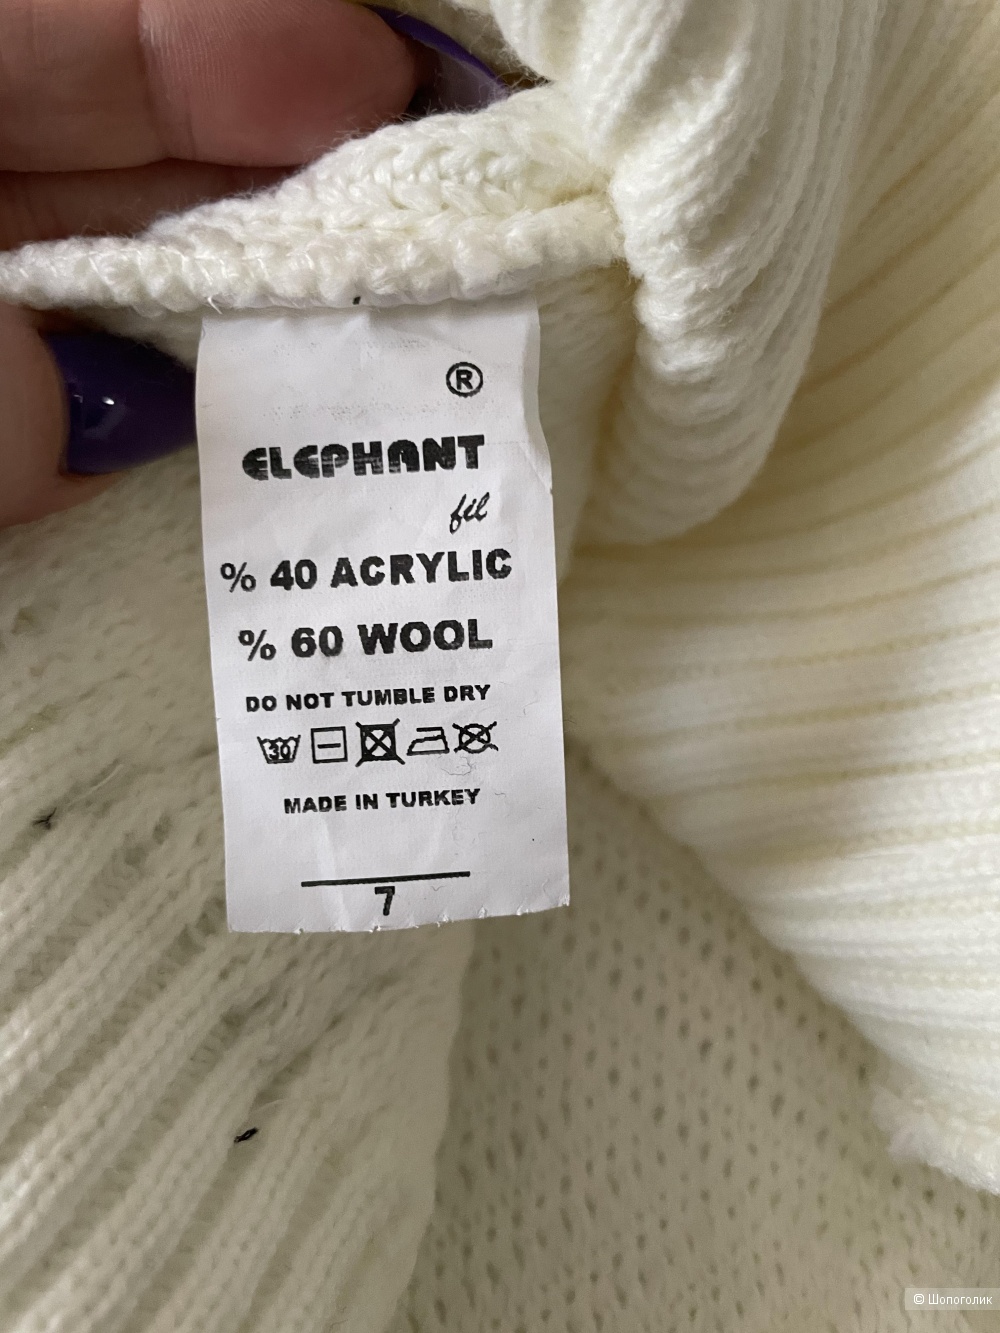 ®
ELEPHANT
fil
% 40 ACRYLIC
% 60 WOOL
DO NOT TUMBLE DRY
30
MADE IN TURKEY
7
© Шопоголик